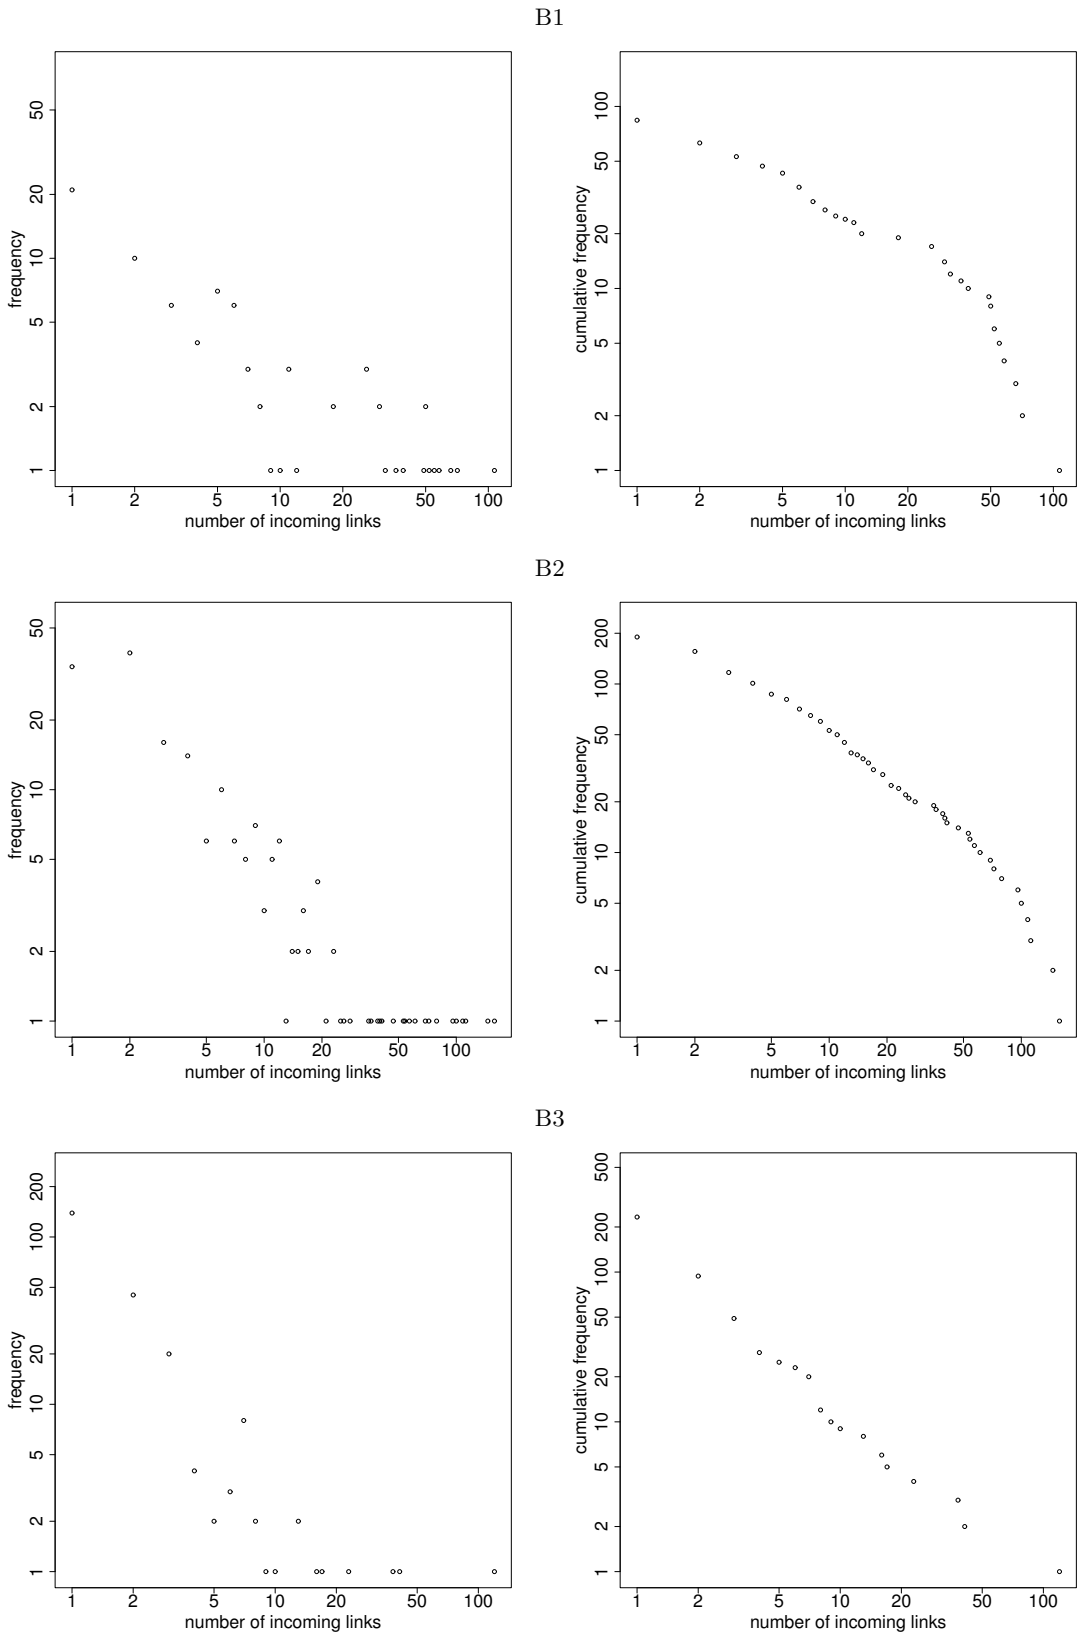 B1
frequency
1 2 5 10 20 50
1 2 5 10 20 50 100
number of incoming links
cumulative frequency
1 2 5 10 20 50 100
1 2 5 10 20 50 100
number of incoming links
B2
frequency
1 2 5 10 20 50
1 2 5 10 20 50 100
number of incoming links
cumulative frequency
1 2 5 10 20 50 100 200
1 2 5 10 20 50 100
number of incoming links
B3
frequency
1 2 5 10 20 50 100 200
1 2 5 10 20 50 100
number of incoming links
cumulative frequency
1 2 5 10 20 50 100 200 500
1 2 5 10 20 50 100
number of incoming links